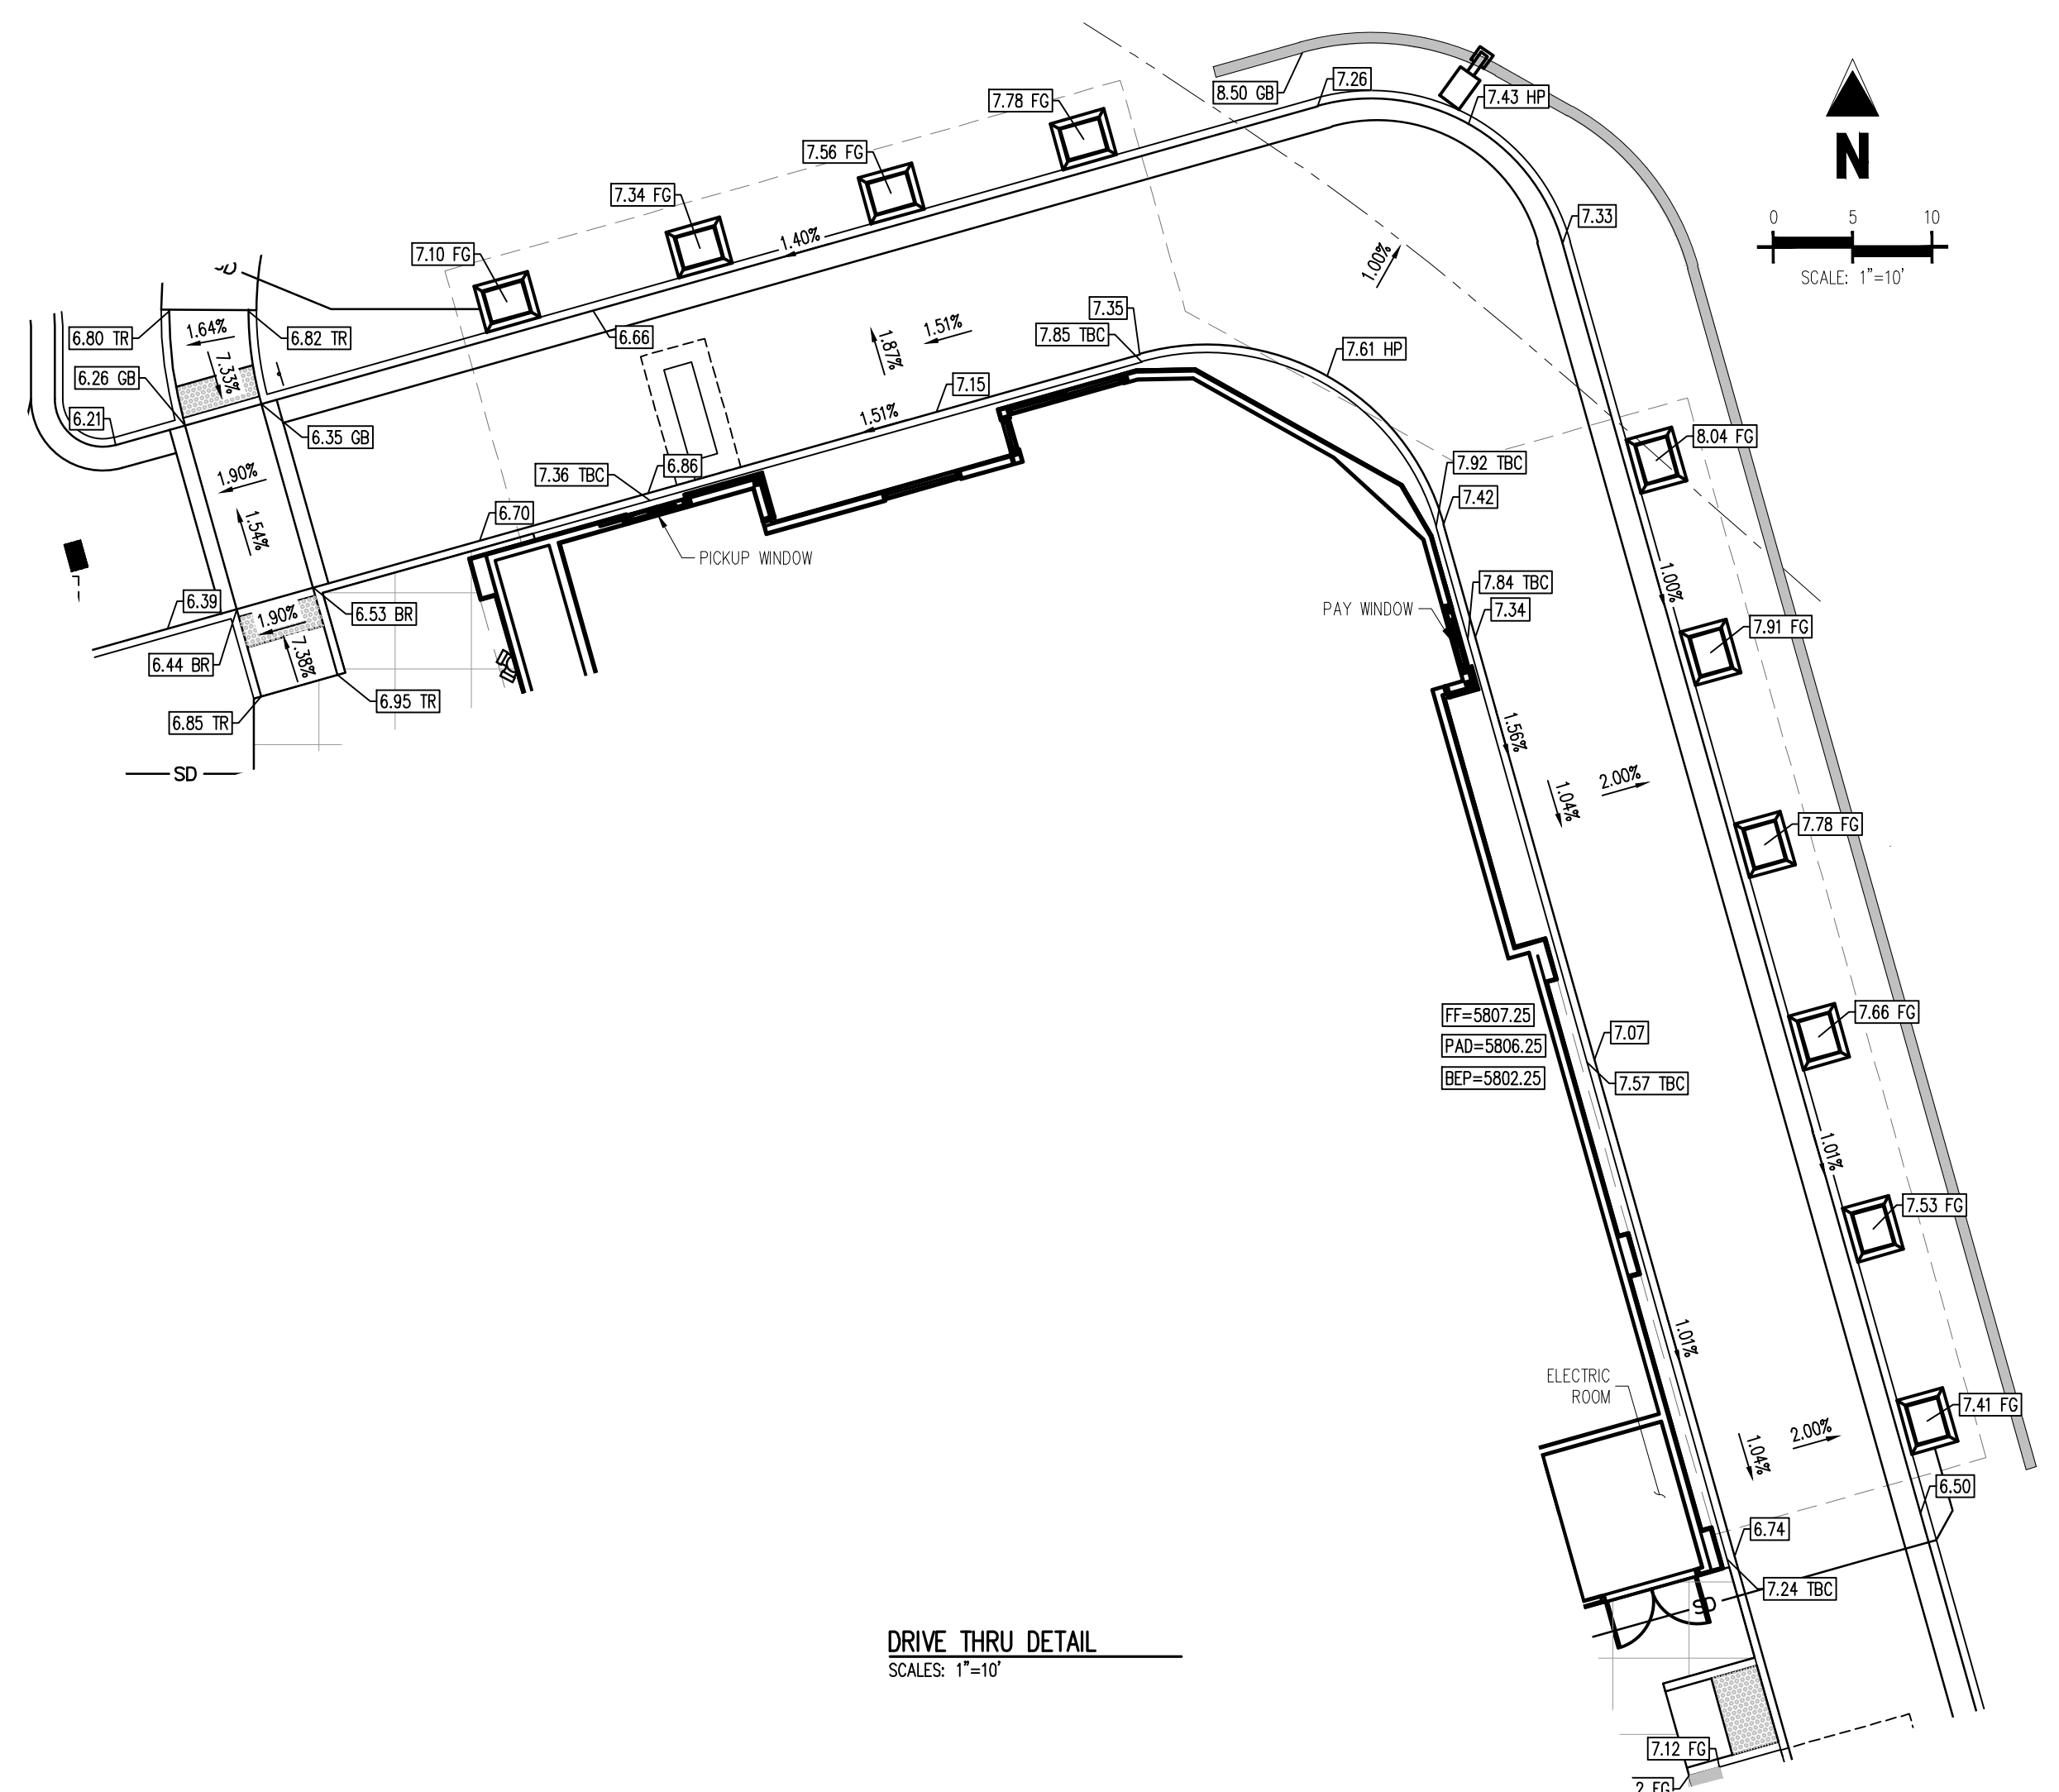 8.50 GB
7.26
7.43 HP
7.78 FG
7.56 FG
7.34 FG
7.10 FG
N
0 5 10
SCALE: 1"=10'
7.33
1.40%
1.00%
SD
6.80 TR
1.64%
6.82 TR
7.33%
6.26 GB
6.21
6.35 GB
6.66
1.87%
1.51%
7.35
7.85 TBC
7.61 HP
7.15
1.51%
8.04 FG
7.92 TBC
7.42
6.86
7.36 TBC
6.70
PICKUP WINDOW
1.90%
1.54%
6.39
1.90%
6.53 BR
6.44 BR
7.38%
6.95 TR
6.85 TR
SD
7.84 TBC
7.34
PAY WINDOW
1.00%
7.91 FG
1.56%
1.04%
2.00%
7.78 FG
FF=5807.25
PAD=5806.25
BEP=5802.25
7.07
7.57 TBC
7.66 FG
1.01%
7.53 FG
1.01%
ELECTRIC
ROOM
7.41 FG
1.04%
2.00%
6.50
6.74
7.24 TBC
SD
DRIVE THRU DETAIL
SCALES: 1"=10'
7.12 FG
2 FG